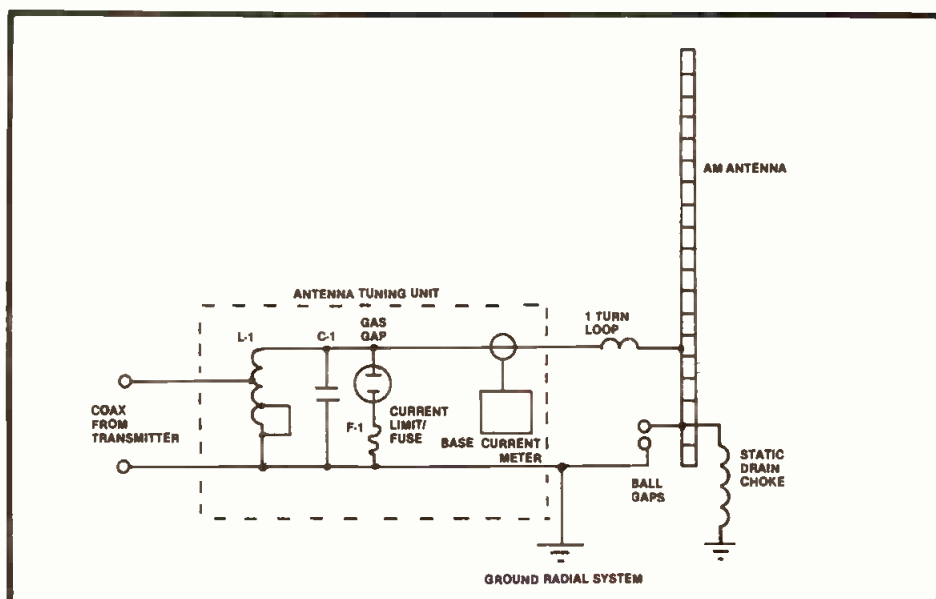 AM ANTENNA
ANTENNA TUNING UNIT
L-1
C-1
GAS
GAP
1 TURN
LOOP
COAX
FROM
TRANSMITTER
F-1
CURRENT
LIMIT/
FUSE
BASE CURRENT
METER
BALL
GAPS
STATIC
DRAIN
CHOKE
GROUND RADIAL SYSTEM